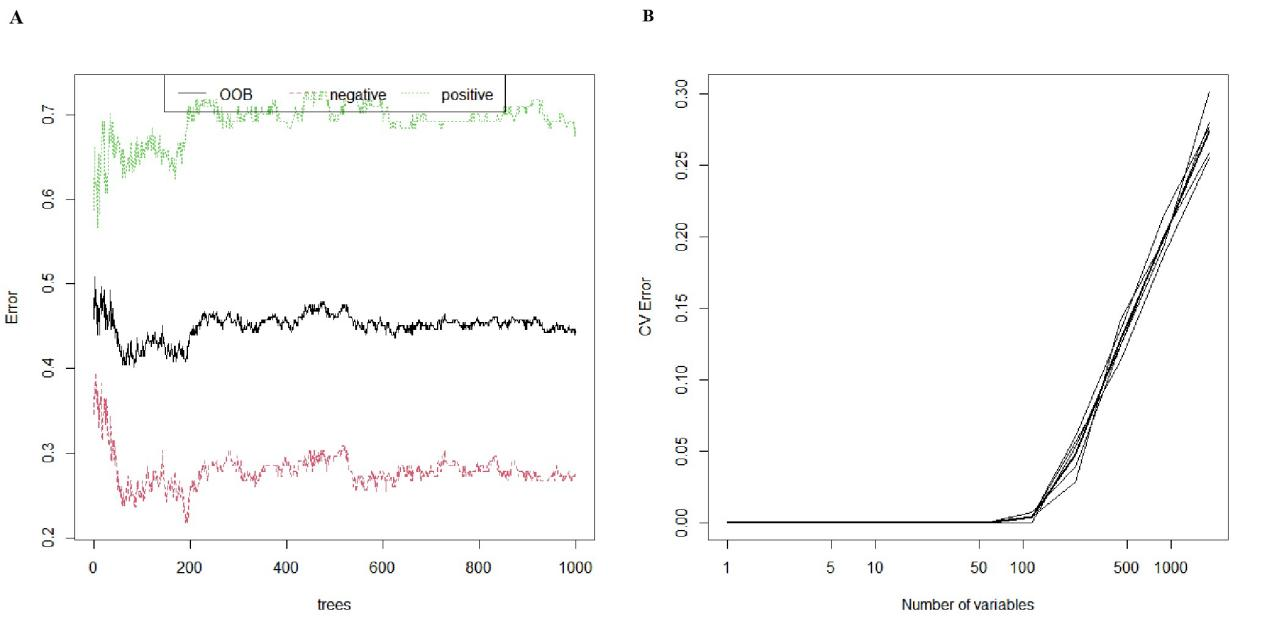 A
OOB negative positive
0.7
0.6
0.5
0.4
0.3
0.2
Error
0 200 400 600 800 1000
trees
B
0.30
0.25
0.20
0.15
0.10
0.05
0.00
CV Error
1 5 10 50 100 500 1000
Number of variables